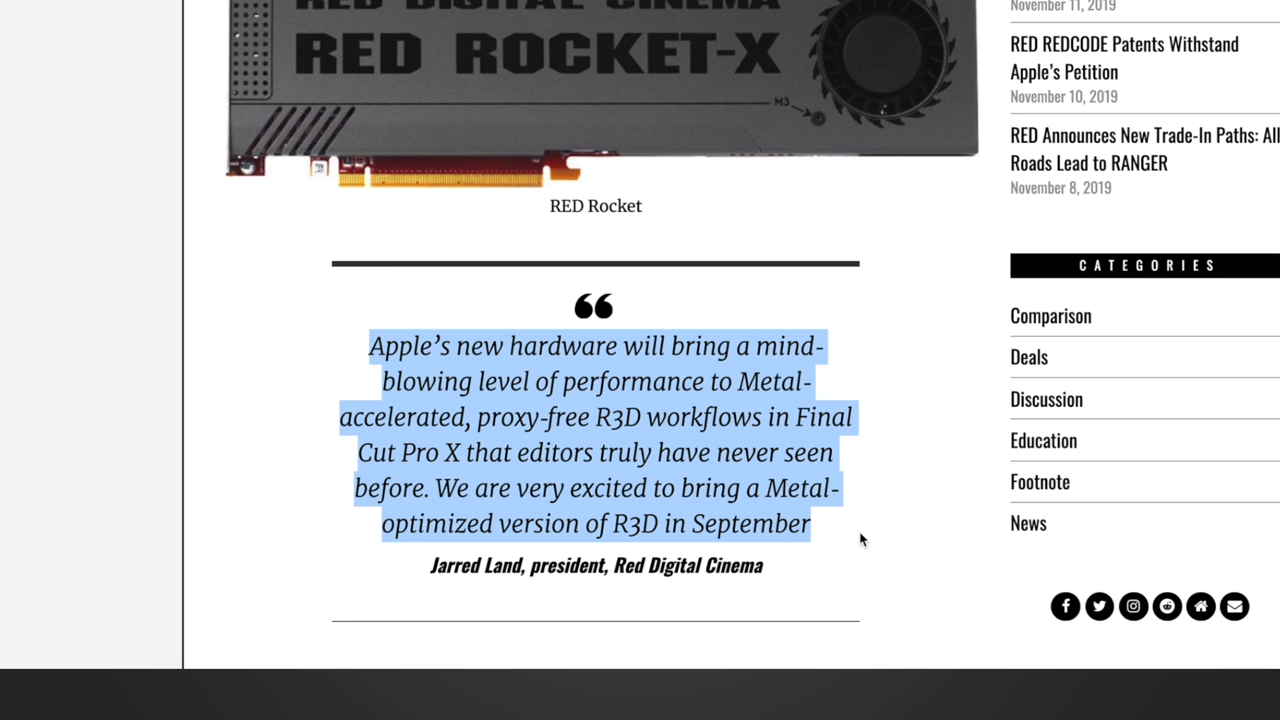 RED DIGITAL CINEMA
RED ROCKET-X
M3
RED Rocket
“
Apple’s new hardware will bring a mind-
blowing level of performance to Metal-
accelerated, proxy-free R3D workflows in Final
Cut Pro X that editors truly have never seen
before. We are very excited to bring a Metal-
optimized version of R3D in September
Jarred Land, president, Red Digital Cinema
November 11, 2019
RED REDCODE Patents Withstand
Apple’s Petition
November 10, 2019
RED Announces New Trade-In Paths: All
Roads Lead to RANGER
November 8, 2019
CATEGORIES
Comparison
Deals
Discussion
Education
Footnote
News